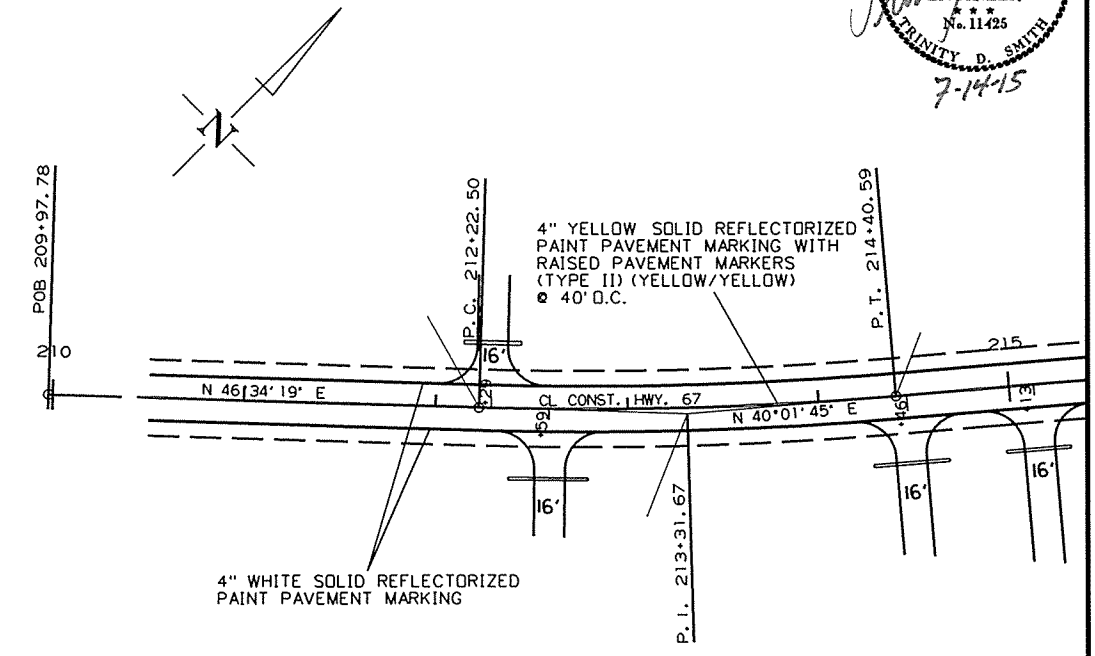 No. 11425
TRINITY D. SMITH
7-14-15
N
POB 209+97.78
P.C. 212+22.50
4" YELLOW SOLID REFLECTORIZED
PAINT PAVEMENT MARKING WITH
RAISED PAVEMENT MARKERS
(TYPE II) (YELLOW/YELLOW)
@ 40' O.C.
P.T. 214+40.59
210
215
16'
N 46°34'19" E
+29
CL CONST. HWY. 67
+59
N 40°01'45" E
+46
+13
16'
16'
16'
P.I. 213+31.67
4" WHITE SOLID REFLECTORIZED
PAINT PAVEMENT MARKING